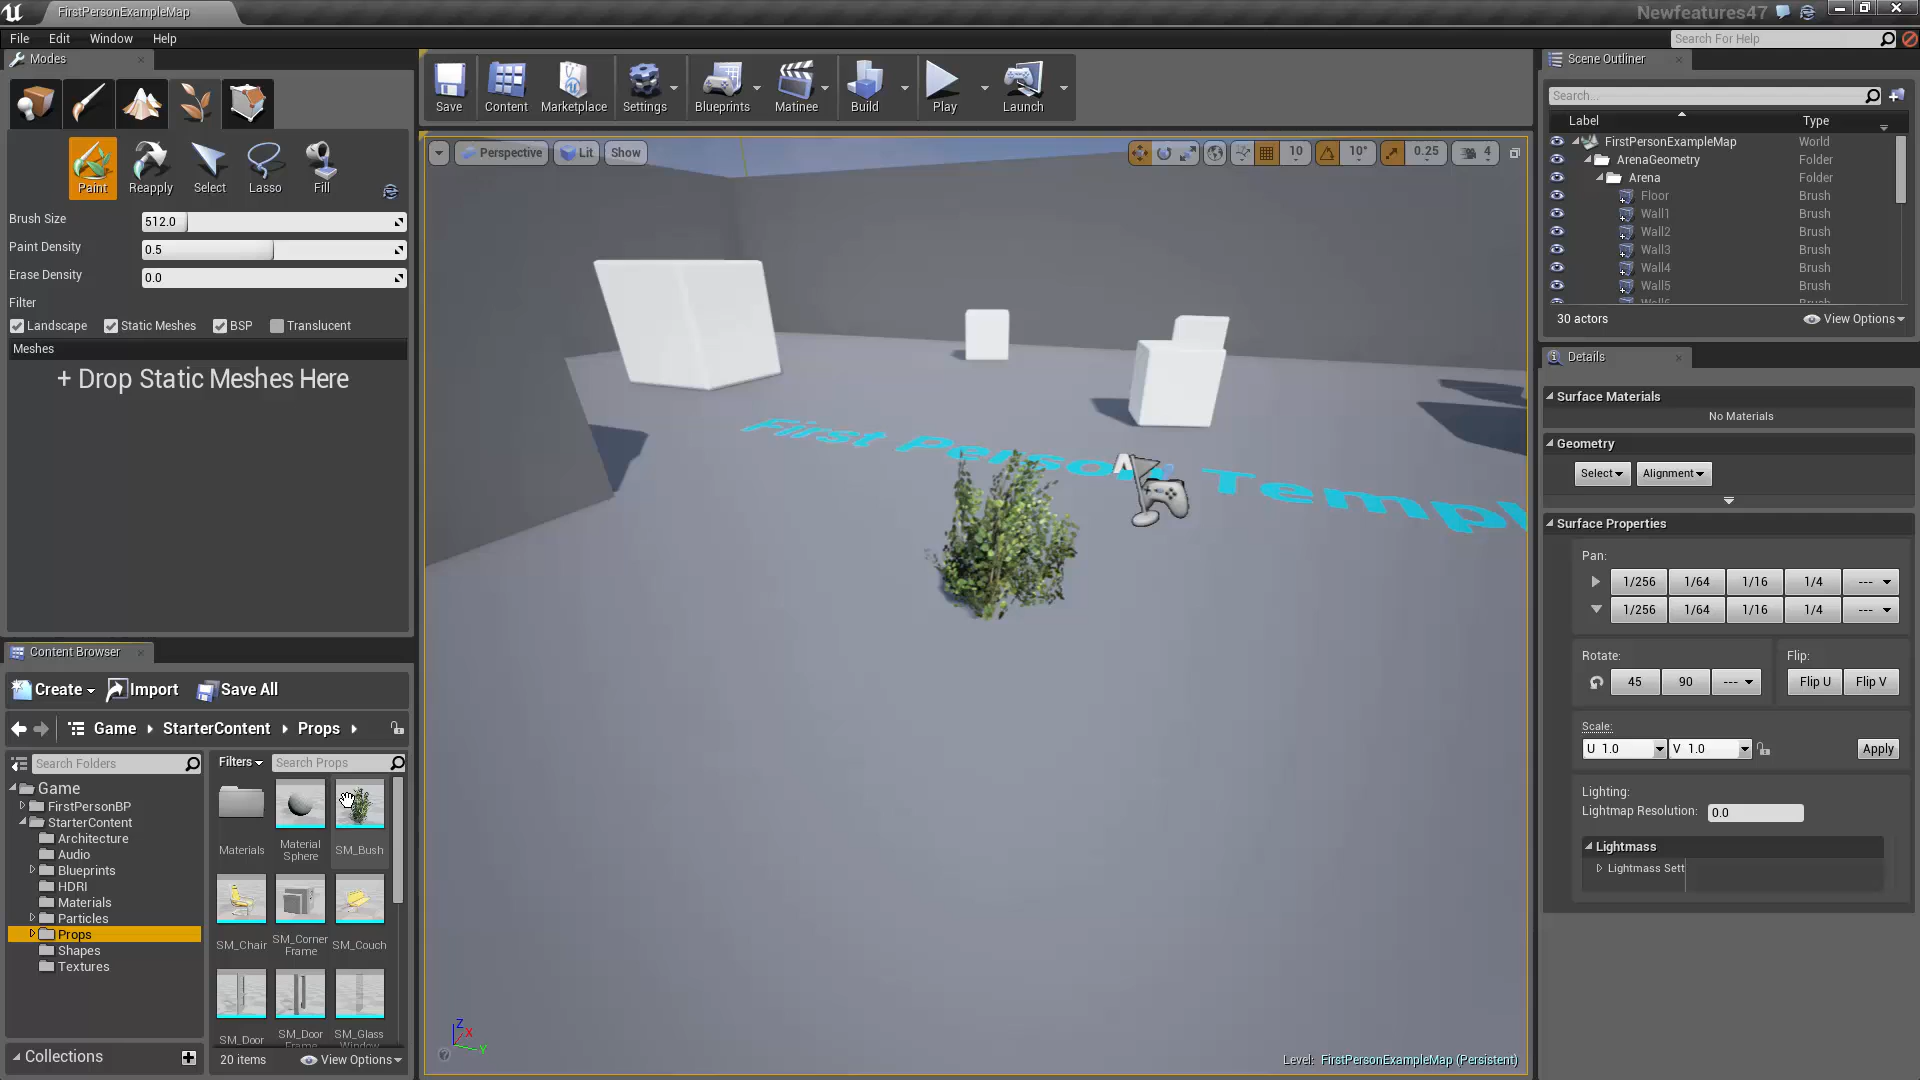 FirstPersonExampleMap
Newfeatures47
File Edit Window Help
Search For Help
Modes
Save
Content
Marketplace
Settings
Blueprints
Matinee
Build
Play
Launch
Paint
Reapply
Select
Lasso
Fill
Brush Size 512.0
Paint Density 0.5
Erase Density 0.0
Filter
Landscape Static Meshes BSP Translucent
Meshes
+ Drop Static Meshes Here
Perspective Lit Show
10 10° 0.25 4
First Person Templ
Z
X
Y
Level: FirstPersonExampleMap (Persistent)
Content Browser
Create Import Save All
Game StarterContent Props
Search Folders
Game
FirstPersonBP
StarterContent
Architecture
Audio
Blueprints
HDRI
Materials
Particles
Props
Shapes
Textures
Collections
Filters Search Props
Materials
Material Sphere
SM_Bush
SM_Chair
SM_Corner Frame
SM_Couch
SM_Door
SM_Door Frame
SM_Glass Window
20 items View Options
Scene Outliner
Search...
Label Type
FirstPersonExampleMap World
ArenaGeometry Folder
Arena Folder
Floor Brush
Wall1 Brush
Wall2 Brush
Wall3 Brush
Wall4 Brush
Wall5 Brush
Wall6 Brush
30 actors View Options
Details
Surface Materials
No Materials
Geometry
Select Alignment
Surface Properties
Pan:
1/256 1/64 1/16 1/4 ---
1/256 1/64 1/16 1/4 ---
Rotate: Flip:
45 90 --- Flip U Flip V
Scale:
U 1.0 V 1.0 Apply
Lighting:
Lightmap Resolution: 0.0
Lightmass
Lightmass Sett